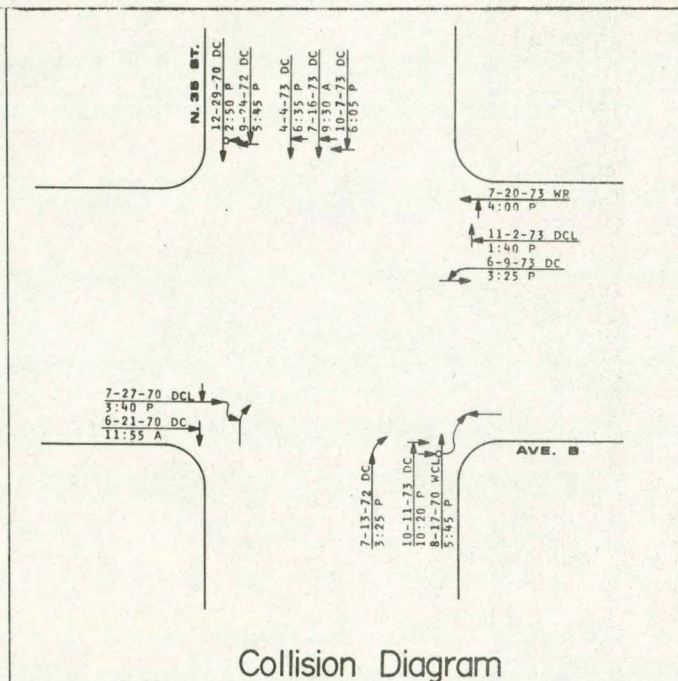 N. 35 ST.
12-29-70 DC
2:50 P
9-24-72 DC
5:45 P
4-4-73 DC
6:35 P
7-16-73 DC
9:30 A
10-7-73 DC
6:05 P
7-20-73 WR
4:00 P
11-2-73 DCL
1:40 P
6-9-73 DC
3:25 P
7-27-70 DCL
3:40 P
6-21-70 DC
11:55 A
7-13-72 DC
3:25 P
10-11-73 DC
10:20 P
8-17-70 WCL
5:45 P
AVE. B
Collision Diagram